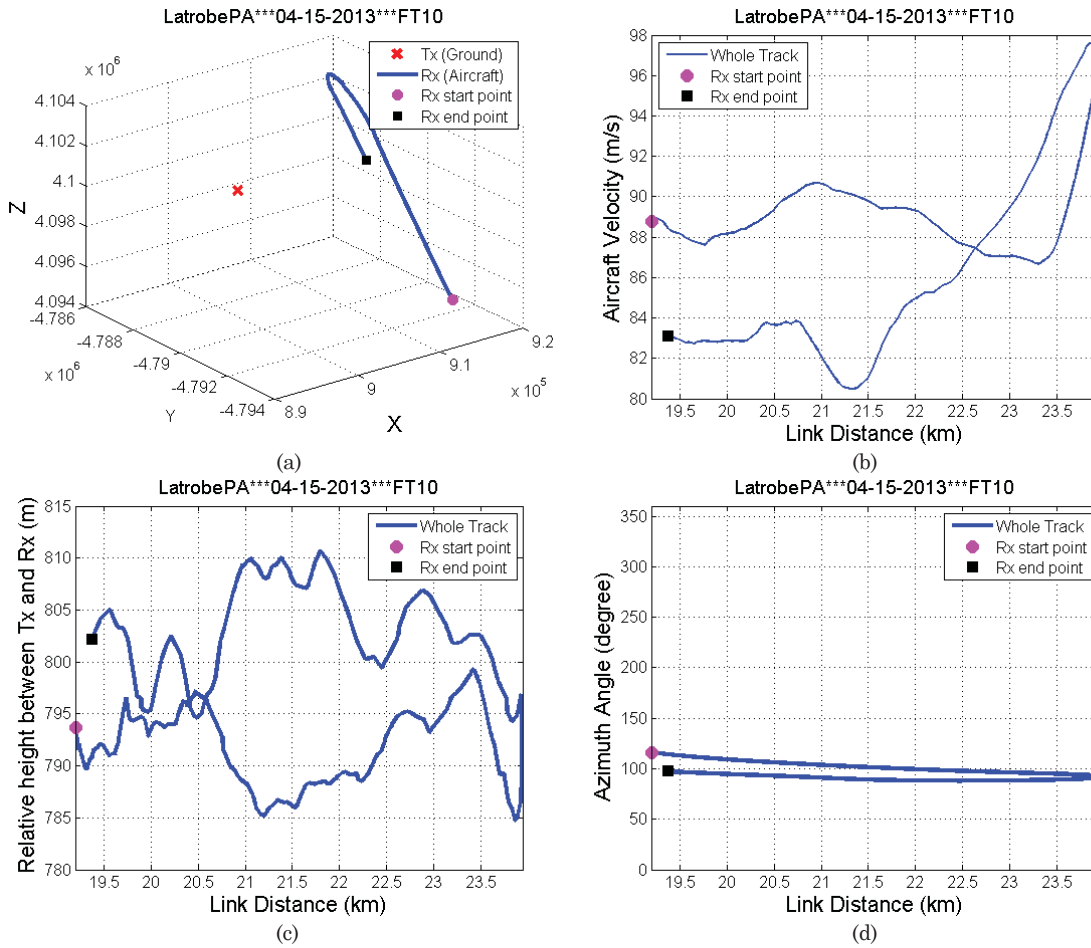 LatrobePA***04-15-2013***FT10
Tx (Ground)
Rx (Aircraft)
Rx start point
Rx end point
x 10^6
4.104
4.102
4.1
4.098
4.096
4.094
Z
-4.786
-4.788
-4.79
-4.792
-4.794
x 10^6
Y
8.9
9
9.1
9.2
x 10^5
X
(a)
LatrobePA***04-15-2013***FT10
Whole Track
Rx start point
Rx end point
98
96
94
92
90
88
86
84
82
80
Aircraft Velocity (m/s)
19.5 20 20.5 21 21.5 22 22.5 23 23.5
Link Distance (km)
(b)
LatrobePA***04-15-2013***FT10
Whole Track
Rx start point
Rx end point
815
810
805
800
795
790
785
780
Relative height between Tx and Rx (m)
19.5 20 20.5 21 21.5 22 22.5 23 23.5
Link Distance (km)
(c)
LatrobePA***04-15-2013***FT10
Whole Track
Rx start point
Rx end point
350
300
250
200
150
100
50
0
Azimuth Angle (degree)
19.5 20 20.5 21 21.5 22 22.5 23 23.5
Link Distance (km)
(d)